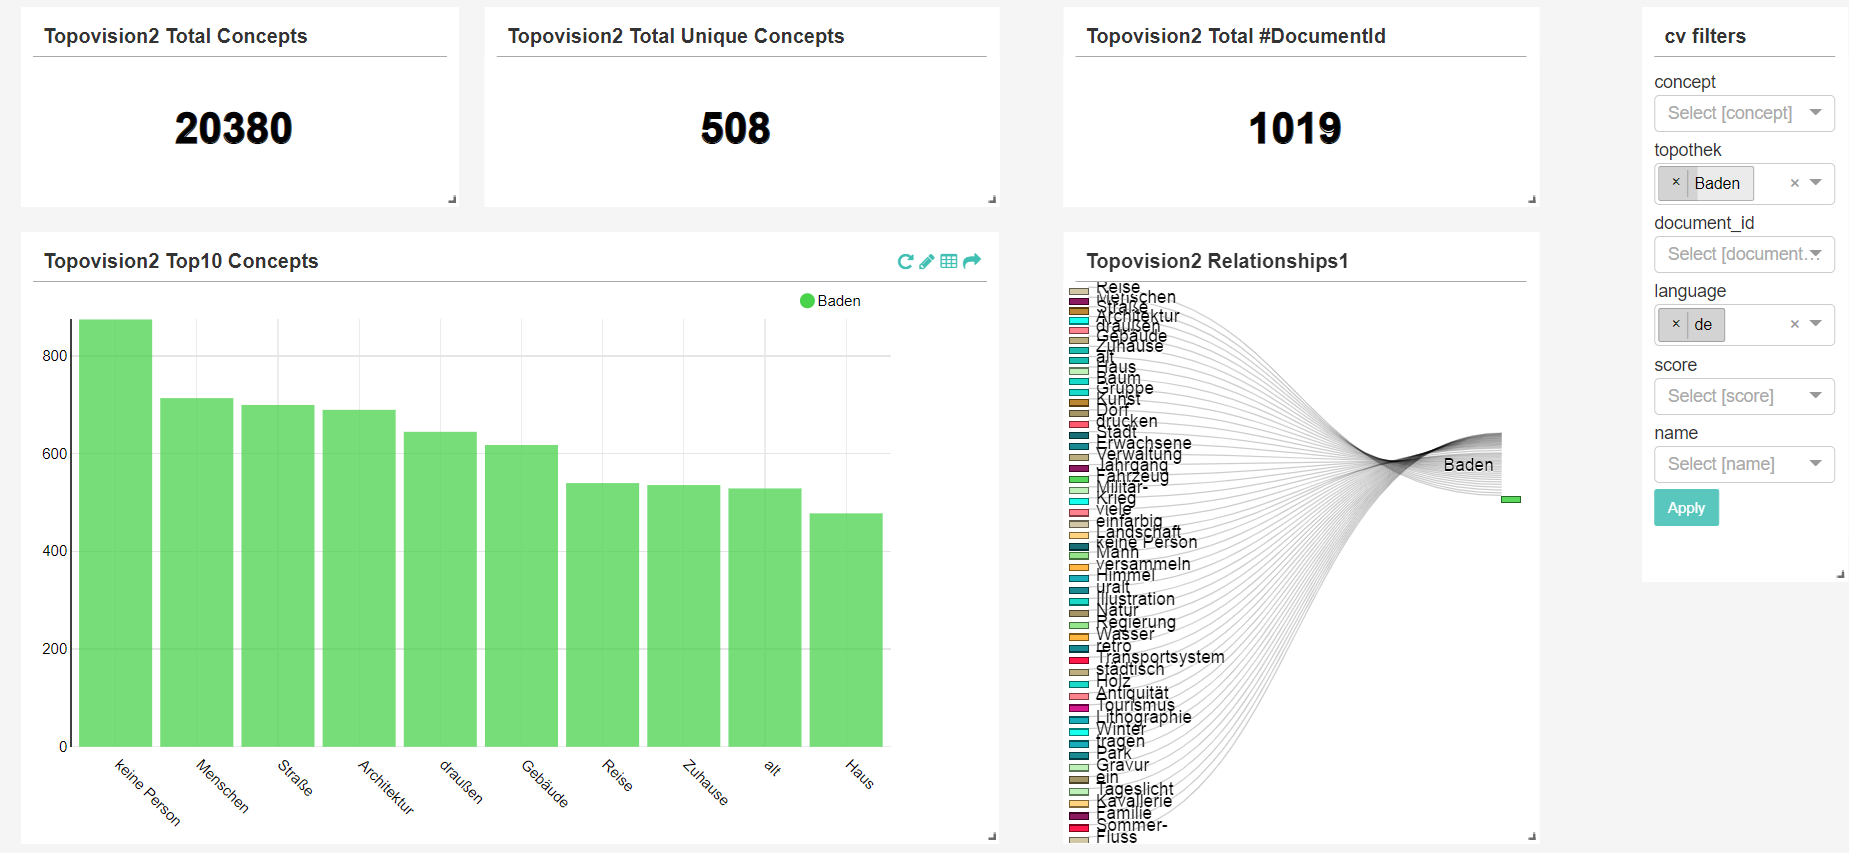 Topovision2 Total Concepts
20380
Topovision2 Total Unique Concepts
508
Topovision2 Total #DocumentId
1019
cv filters
concept
Select [concept]
topothek
× Baden ×
document_id
Select [document...
language
× de ×
score
Select [score]
name
Select [name]
Apply
Topovision2 Top10 Concepts
Baden
800
600
400
200
0
keine Person
Menschen
Straße
Architektur
draußen
Gebäude
Reise
Zuhause
alt
Haus
Topovision2 Relationships1
Reise
Menschen
Straße
Architektur
draußen
Gebäude
Zuhause
alt
Haus
Baum
Gruppe
Kunst
Dorf
drucken
Stadt
Erwachsene
Verwaltung
Jahrgang
Fahrzeug
Militär-
Krieg
viele
einfarbig
Landschaft
keine Person
Mann
versammeln
Himmel
uralt
Illustration
Natur
Regierung
Wasser
retro
Transportsystem
städtisch
Holz
Antiquität
Tourismus
Lithographie
Winter
tragen
Park
Gravur
ein
Tageslicht
Kavallerie
Familie
Sommer-
Fluss
Baden